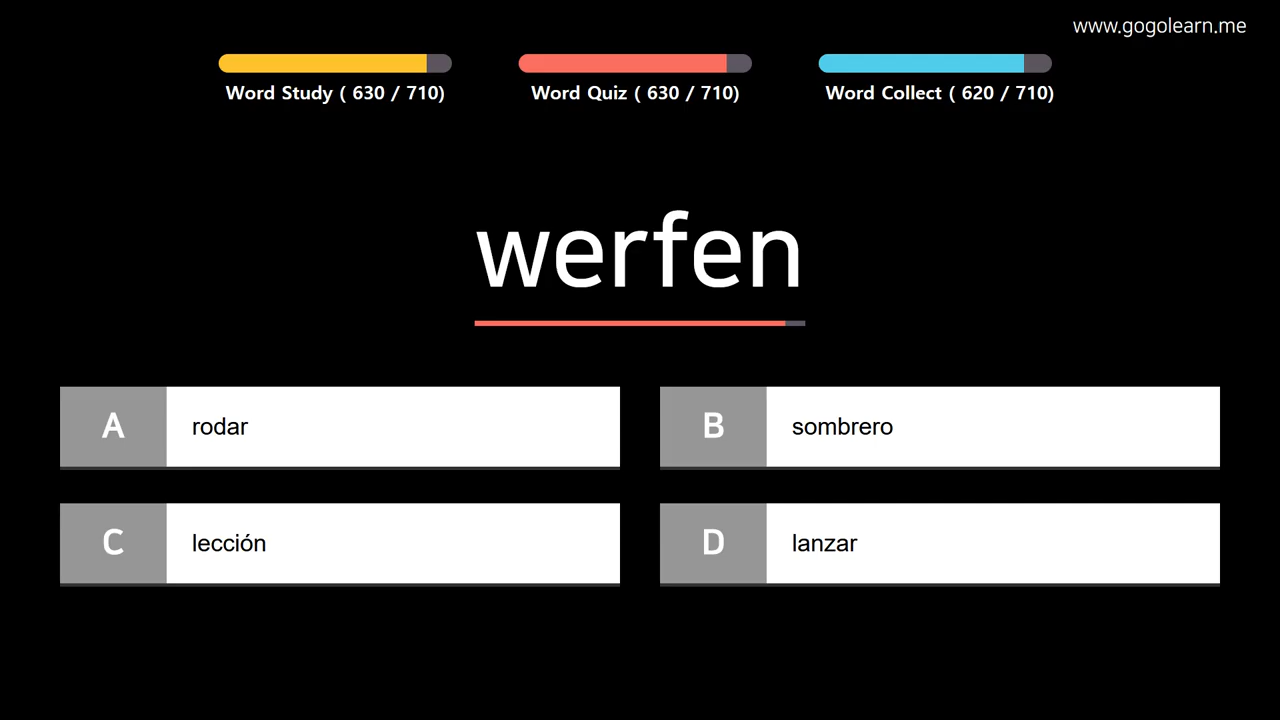 www.gogolearn.me
Word Study ( 630 / 710)
Word Quiz ( 630 / 710)
Word Collect ( 620 / 710)
werfen
A rodar
B sombrero
C lección
D lanzar